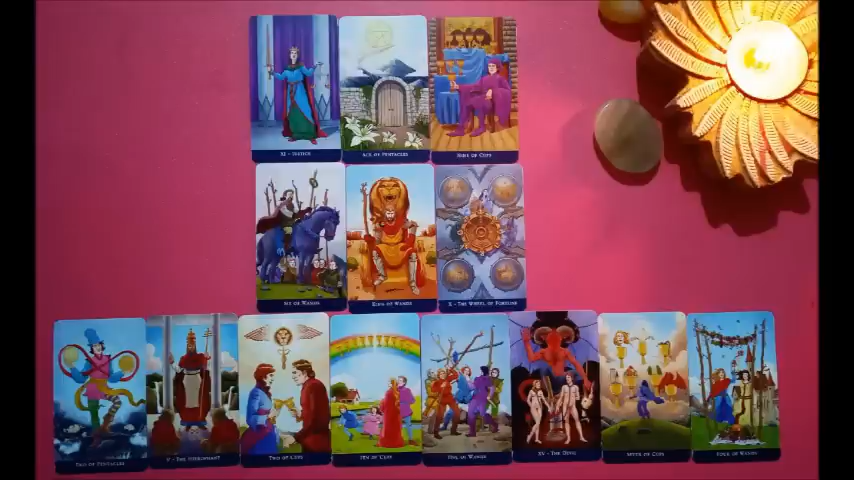 XI - JUSTICE
ACE OF PENTACLES
NINE OF CUPS
SIX OF WANDS
KING OF WANDS
X - THE WHEEL OF FORTUNE
TWO OF PENTACLES
V - THE HIEROPHANT
TWO OF CUPS
TEN OF CUPS
FIVE OF WANDS
XV - THE DEVIL
SEVEN OF CUPS
FOUR OF WANDS